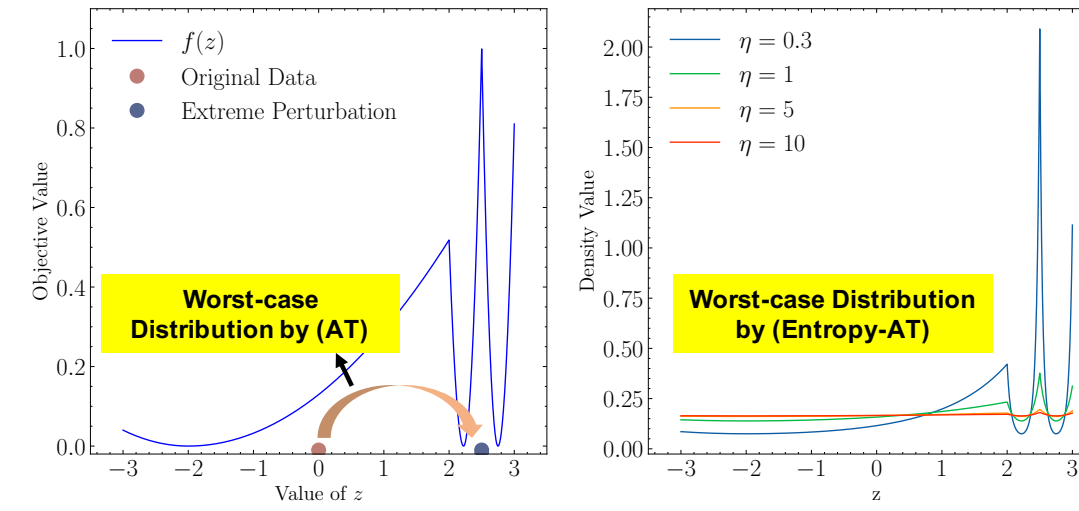 f(z)
Original Data
Extreme Perturbation
Worst-case
Distribution by (AT)
Objective Value
1.0
0.8
0.6
0.4
0.2
0.0
−3 −2 −1 0 1 2 3
Value of z
η = 0.3
η = 1
η = 5
η = 10
Worst-case Distribution
by (Entropy-AT)
Density Value
2.00
1.75
1.50
1.25
1.00
0.75
0.50
0.25
0.00
−3 −2 −1 0 1 2 3
z